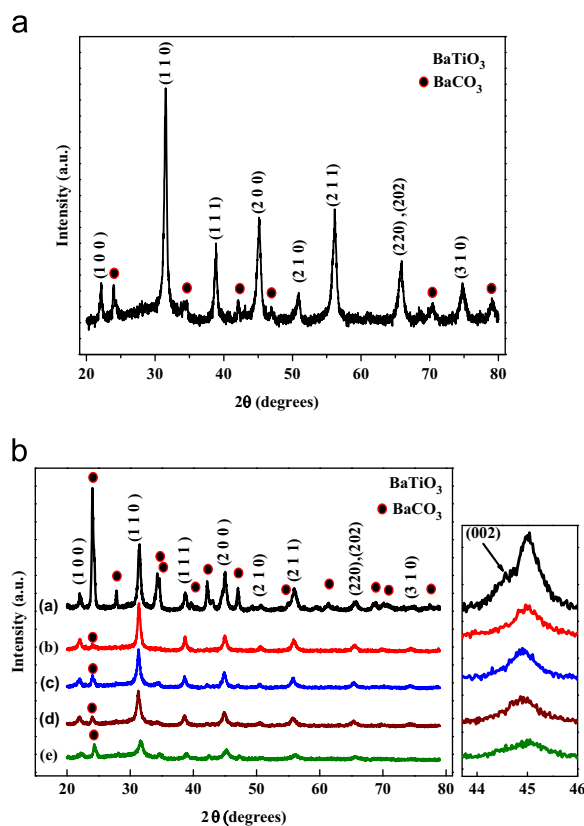 a
BaTiO3
BaCO3
(1 0 0)
(1 1 0)
(1 1 1)
(2 0 0)
(2 1 0)
(2 1 1)
(220) ,(202)
(3 1 0)
Intensity (a.u.)
20 30 40 50 60 70 80
2θ (degrees)
b
BaTiO3
BaCO3
(1 0 0)
(1 1 0)
(1 1 1)
(2 0 0)
(2 1 0)
(2 1 1)
(220),(202)
(3 1 0)
(a)
(b)
(c)
(d)
(e)
Intensity (a.u.)
20 30 40 50 60 70 80
2θ (degrees)
(002)
44 45 46